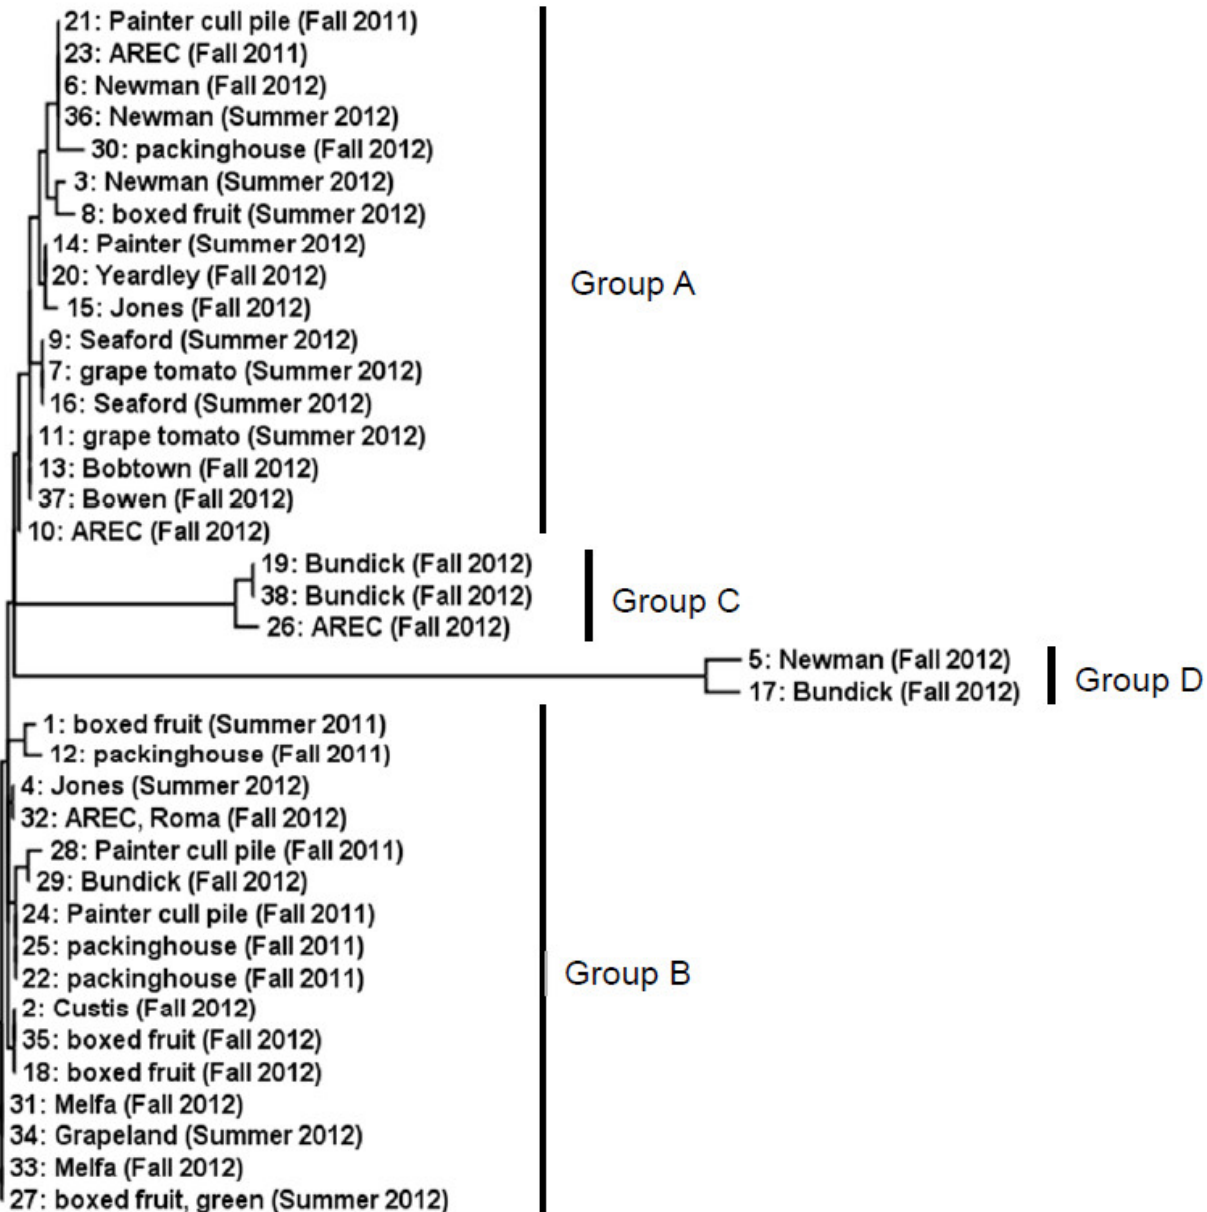 21: Painter cull pile (Fall 2011)
23: AREC (Fall 2011)
6: Newman (Fall 2012)
36: Newman (Summer 2012)
30: packinghouse (Fall 2012)
3: Newman (Summer 2012)
8: boxed fruit (Summer 2012)
14: Painter (Summer 2012)
20: Yeardley (Fall 2012)
Group A
15: Jones (Fall 2012)
9: Seaford (Summer 2012)
7: grape tomato (Summer 2012)
16: Seaford (Summer 2012)
11: grape tomato (Summer 2012)
13: Bobtown (Fall 2012)
37: Bowen (Fall 2012)
10: AREC (Fall 2012)
19: Bundick (Fall 2012)
38: Bundick (Fall 2012)
Group C
26: AREC (Fall 2012)
5: Newman (Fall 2012)
Group D
17: Bundick (Fall 2012)
1: boxed fruit (Summer 2011)
12: packinghouse (Fall 2011)
4: Jones (Summer 2012)
32: AREC, Roma (Fall 2012)
28: Painter cull pile (Fall 2011)
29: Bundick (Fall 2012)
24: Painter cull pile (Fall 2011)
25: packinghouse (Fall 2011)
22: packinghouse (Fall 2011)
Group B
2: Custis (Fall 2012)
35: boxed fruit (Fall 2012)
18: boxed fruit (Fall 2012)
31: Melfa (Fall 2012)
34: Grapeland (Summer 2012)
33: Melfa (Fall 2012)
27: boxed fruit, green (Summer 2012)